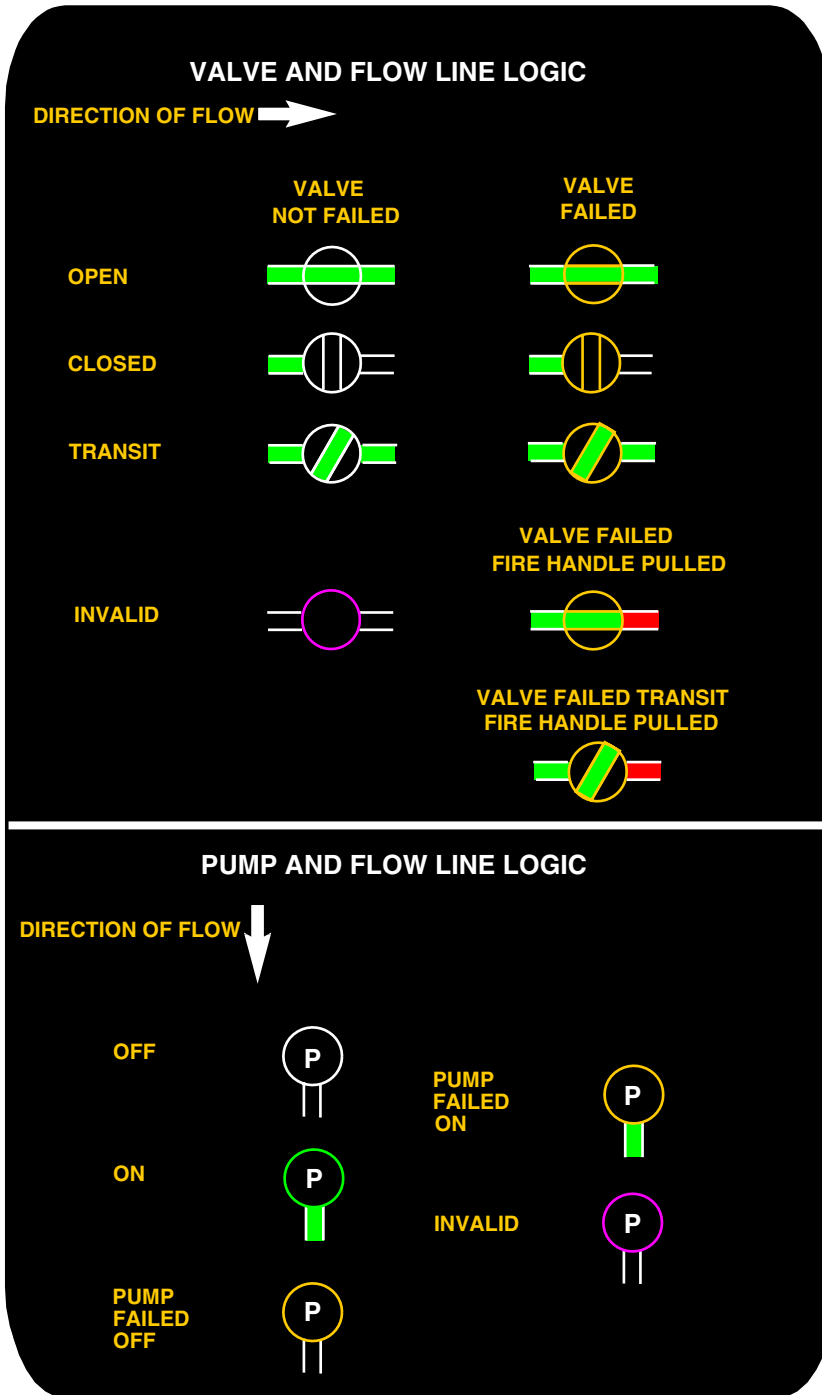 VALVE AND FLOW LINE LOGIC
DIRECTION OF FLOW
VALVE
NOT FAILED
VALVE
FAILED
OPEN
CLOSED
TRANSIT
VALVE FAILED
FIRE HANDLE PULLED
INVALID
VALVE FAILED TRANSIT
FIRE HANDLE PULLED
PUMP AND FLOW LINE LOGIC
DIRECTION OF FLOW
OFF
P
PUMP
FAILED
ON
P
ON
P
INVALID
P
PUMP
FAILED
OFF
P